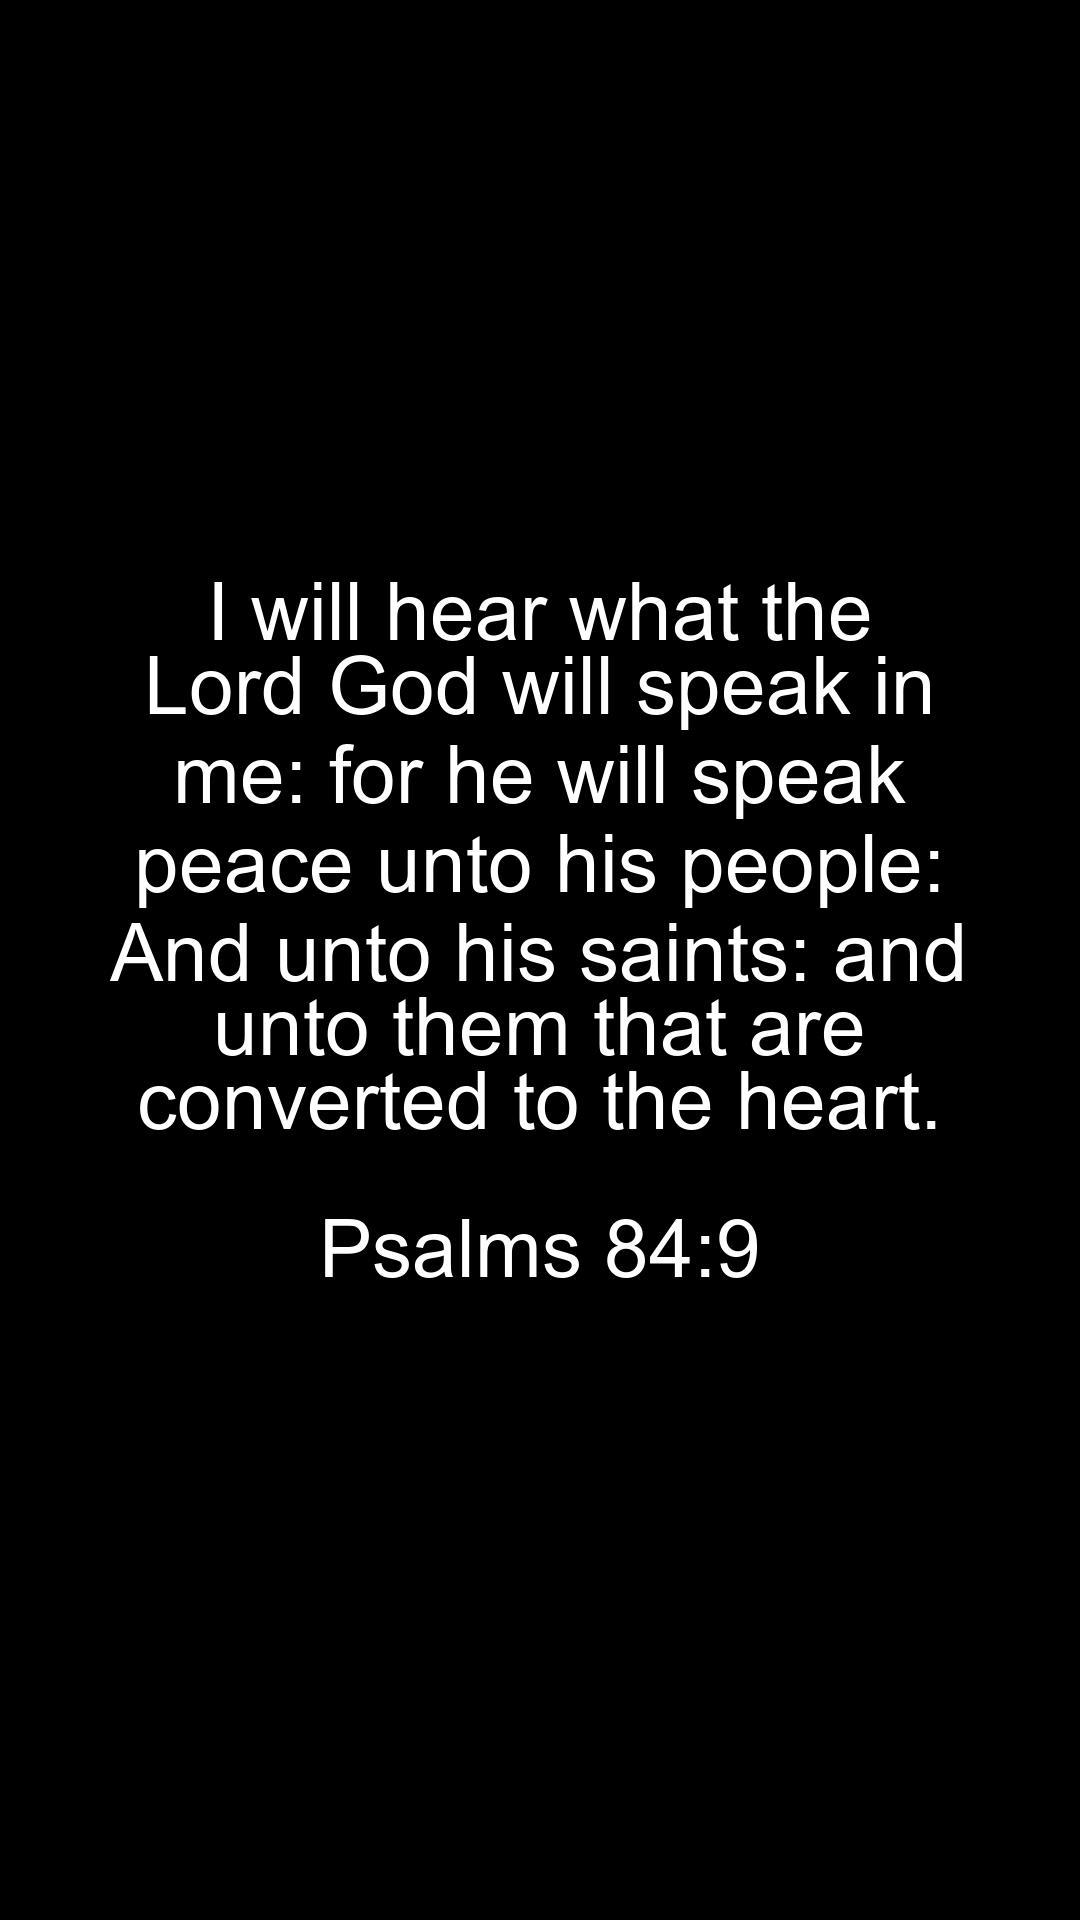 I will hear what the
Lord God will speak in
me: for he will speak
peace unto his people:
And unto his saints: and
unto them that are
converted to the heart.
Psalms 84:9